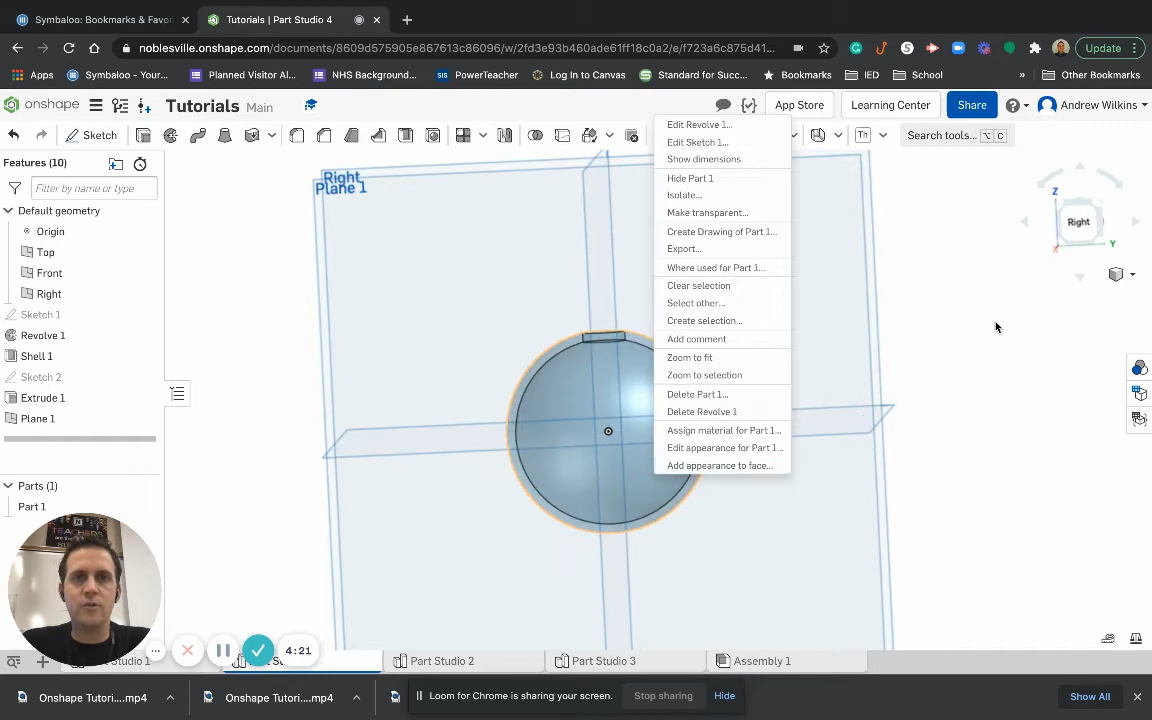 Symbaloo: Bookmarks & Favori
Tutorials | Part Studio 4
noblesville.onshape.com/documents/8609d575905e867613c86096/w/2fd3e93b460ade61ff18c0a2/e/f723a6c875d41...
Update
Apps
Symbaloo - Your...
Planned Visitor Al...
NHS Background...
SIS PowerTeacher
Log In to Canvas
Standard for Succ...
Bookmarks
IED
School
»
Other Bookmarks
onshape
Tutorials Main
App Store
Learning Center
Share
Andrew Wilkins
Sketch
Search tools... ⌥ C
Features (10)
Filter by name or type
Default geometry
Origin
Top
Front
Right
Sketch 1
Revolve 1
Shell 1
Sketch 2
Extrude 1
Plane 1
Parts (1)
Part 1
Right
Plane 1
Edit Revolve 1...
Edit Sketch 1...
Show dimensions
Hide Part 1
Isolate...
Make transparent...
Create Drawing of Part 1...
Export...
Where used for Part 1...
Clear selection
Select other...
Create selection...
Add comment
Zoom to fit
Zoom to selection
Delete Part 1...
Delete Revolve 1
Assign material for Part 1...
Edit appearance for Part 1...
Add appearance to face...
Z
Right
X
Y
TEACHERS
4:21
Part Studio 2
Part Studio 3
Assembly 1
Onshape Tutori....mp4
Onshape Tutori....mp4
Loom for Chrome is sharing your screen.
Stop sharing
Hide
Show All